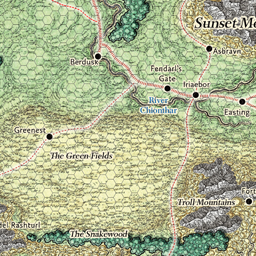 Sunset Mo
Asbravn
Berdusk
Fendarl's
Gate
Iriaebor
River
Chionthar
Easting
Greenest
The Green Fields
Fort
Troll Mountains
el Rashturl
The Snakewood